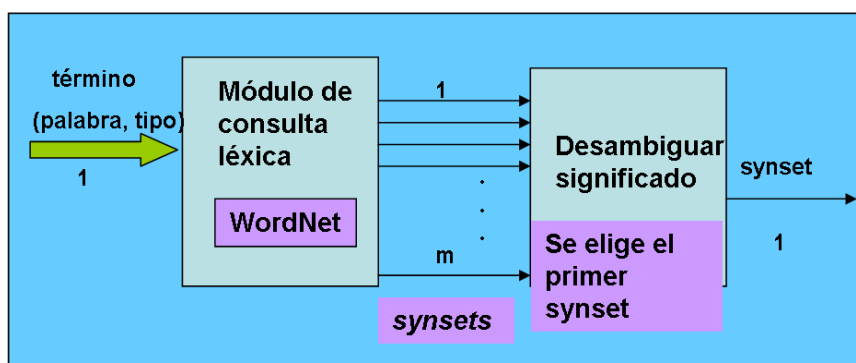 término
(palabra, tipo)
1
Módulo de
consulta
léxica
WordNet
1
m
synsets
Desambiguar
significado
Se elige el
primer
synset
synset
1